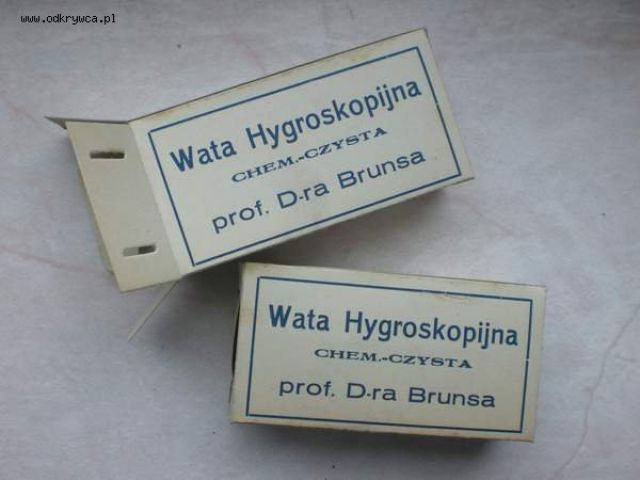 www.odkrywca.pl
Wata Hygroskopijna
CHEM.-CZYSTA
prof. D-ra Brunsa
Wata Hygroskopijna
CHEM.-CZYSTA
prof. D-ra Brunsa